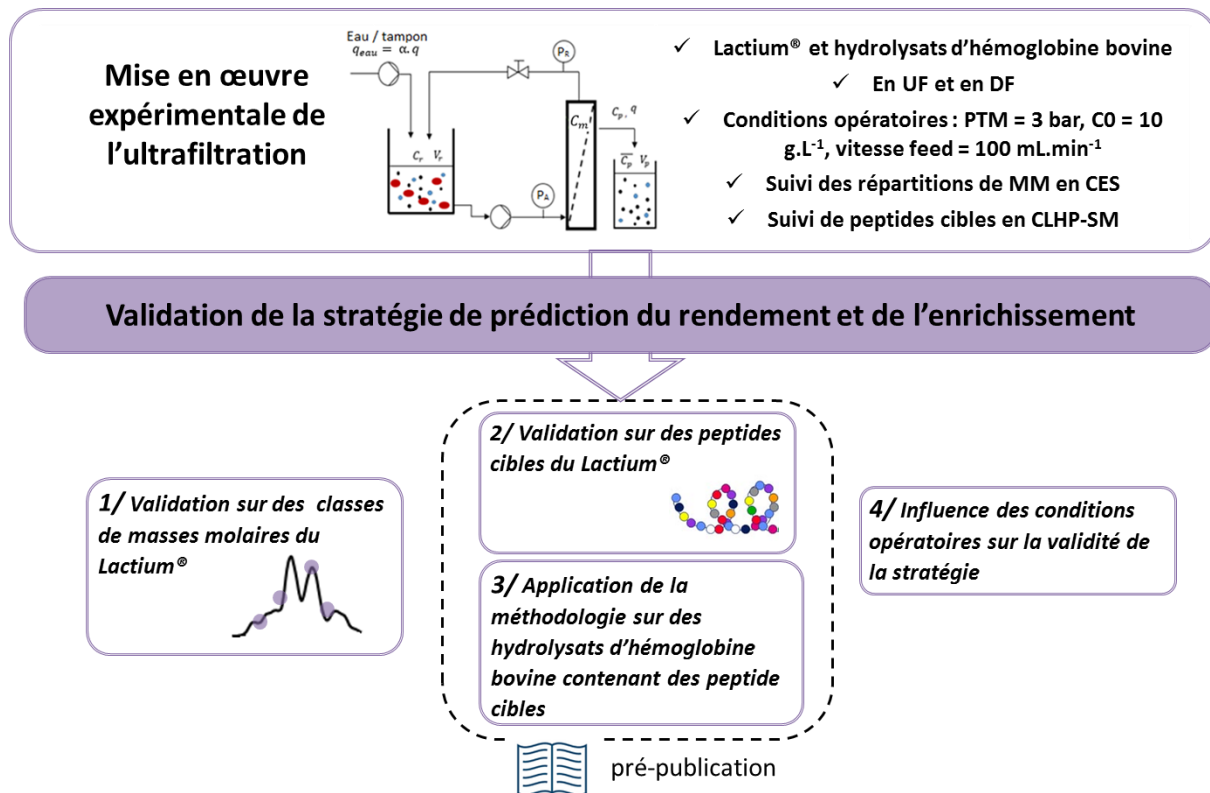 Mise en œuvre
expérimentale de
l’ultrafiltration
Eau / tampon
q_eau = α. q
P_R
C_m
C_p, q
C_r V_r
P_A
C̅_p V_p
✓ Lactium® et hydrolysats d’hémoglobine bovine
✓ En UF et en DF
✓ Conditions opératoires : PTM = 3 bar, C0 = 10
g.L⁻¹, vitesse feed = 100 mL.min⁻¹
✓ Suivi des répartitions de MM en CES
✓ Suivi de peptides cibles en CLHP-SM
Validation de la stratégie de prédiction du rendement et de l’enrichissement
1/ Validation sur des classes
de masses molaires du
Lactium®
2/ Validation sur des peptides
cibles du Lactium®
3/ Application de la
méthodologie sur des
hydrolysats d’hémoglobine
bovine contenant des peptide
cibles
4/ Influence des conditions
opératoires sur la validité de
la stratégie
pré-publication